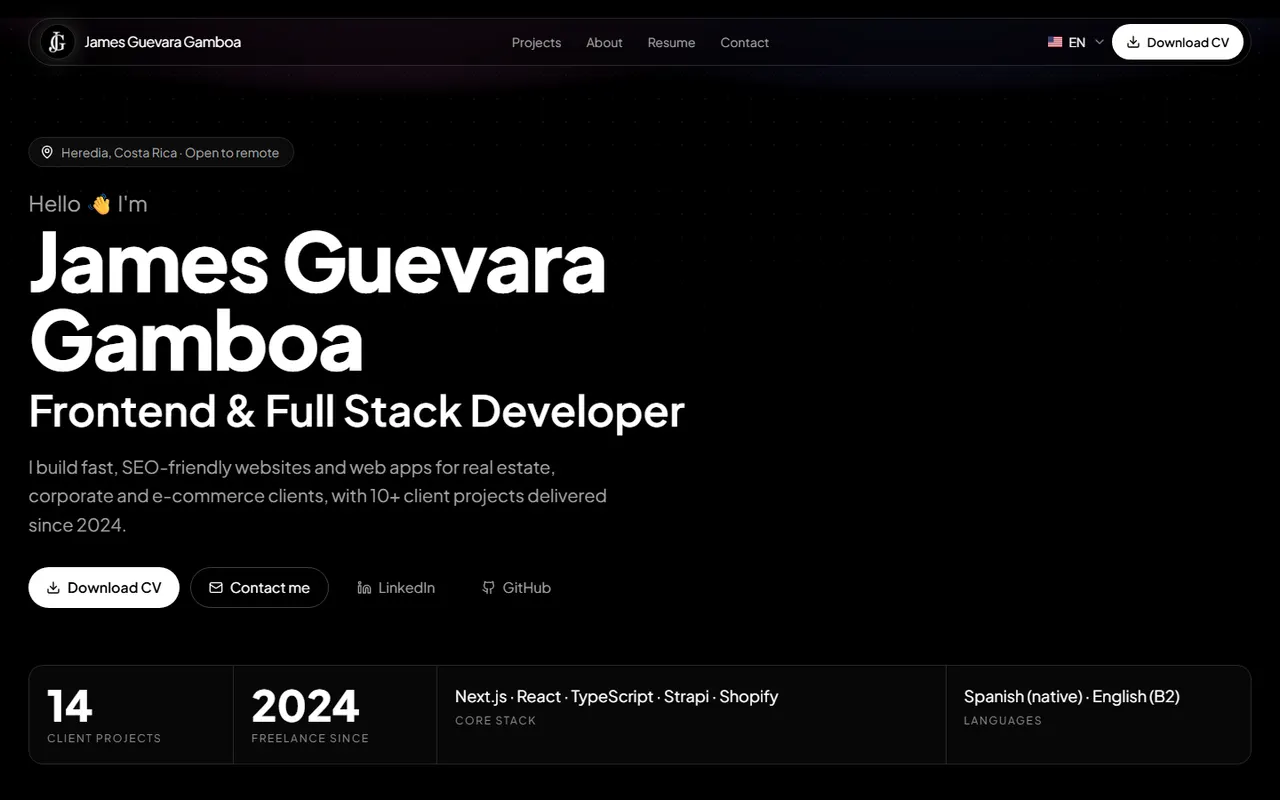 JG
James Guevara Gamboa
Projects
About
Resume
Contact
EN
Download CV
Heredia, Costa Rica · Open to remote
Hello 👋 I'm
James Guevara
Gamboa
Frontend & Full Stack Developer
I build fast, SEO-friendly websites and web apps for real estate,
corporate and e-commerce clients, with 10+ client projects delivered
since 2024.
Download CV
Contact me
LinkedIn
GitHub
14
CLIENT PROJECTS
2024
FREELANCE SINCE
Next.js · React · TypeScript · Strapi · Shopify
CORE STACK
Spanish (native) · English (B2)
LANGUAGES